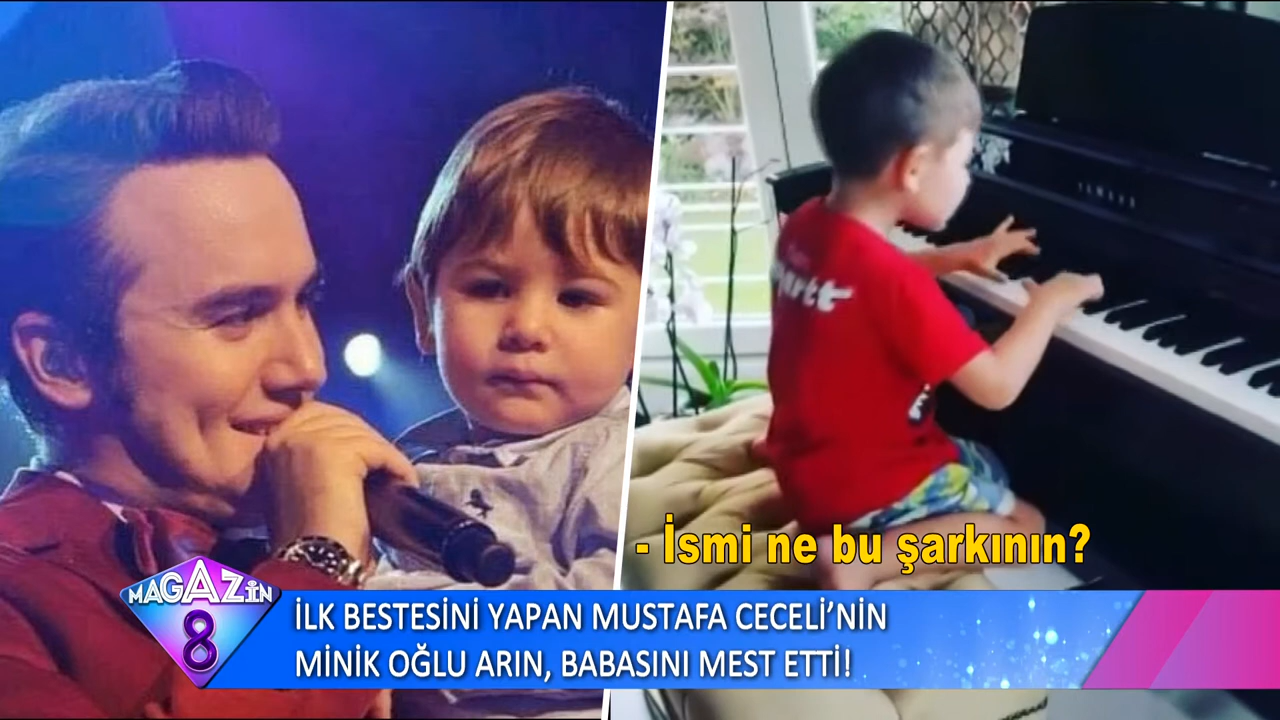 YAMAHA
- İsmi ne bu şarkının?
MAGAZİN
8
İLK BESTESİNİ YAPAN MUSTAFA CECELİ'NİN
MİNİK OĞLU ARIN, BABASINI MEST ETTİ!